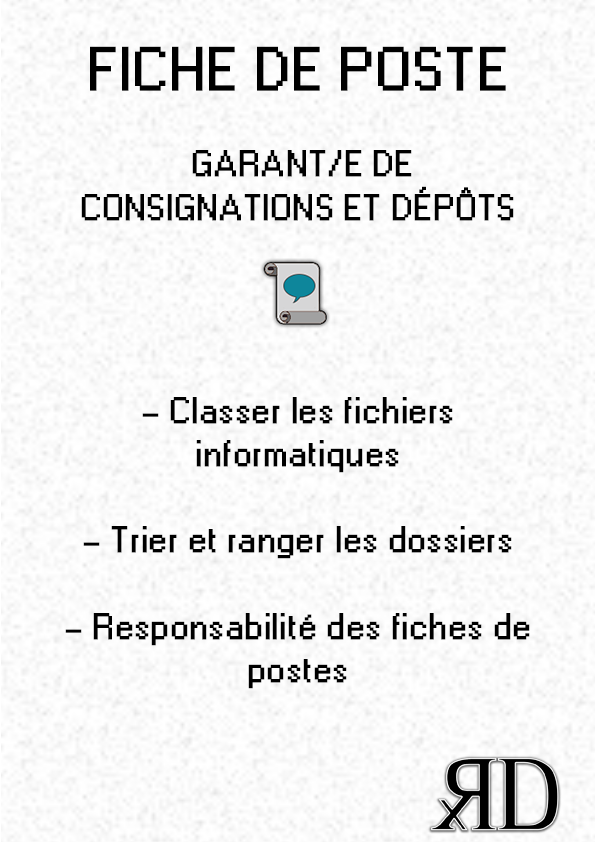 FICHE DE POSTE
GARANT/E DE
CONSIGNATIONS ET DÉPÔTS
– Classer les fichiers
informatiques
– Trier et ranger les dossiers
– Responsabilité des fiches de
postes